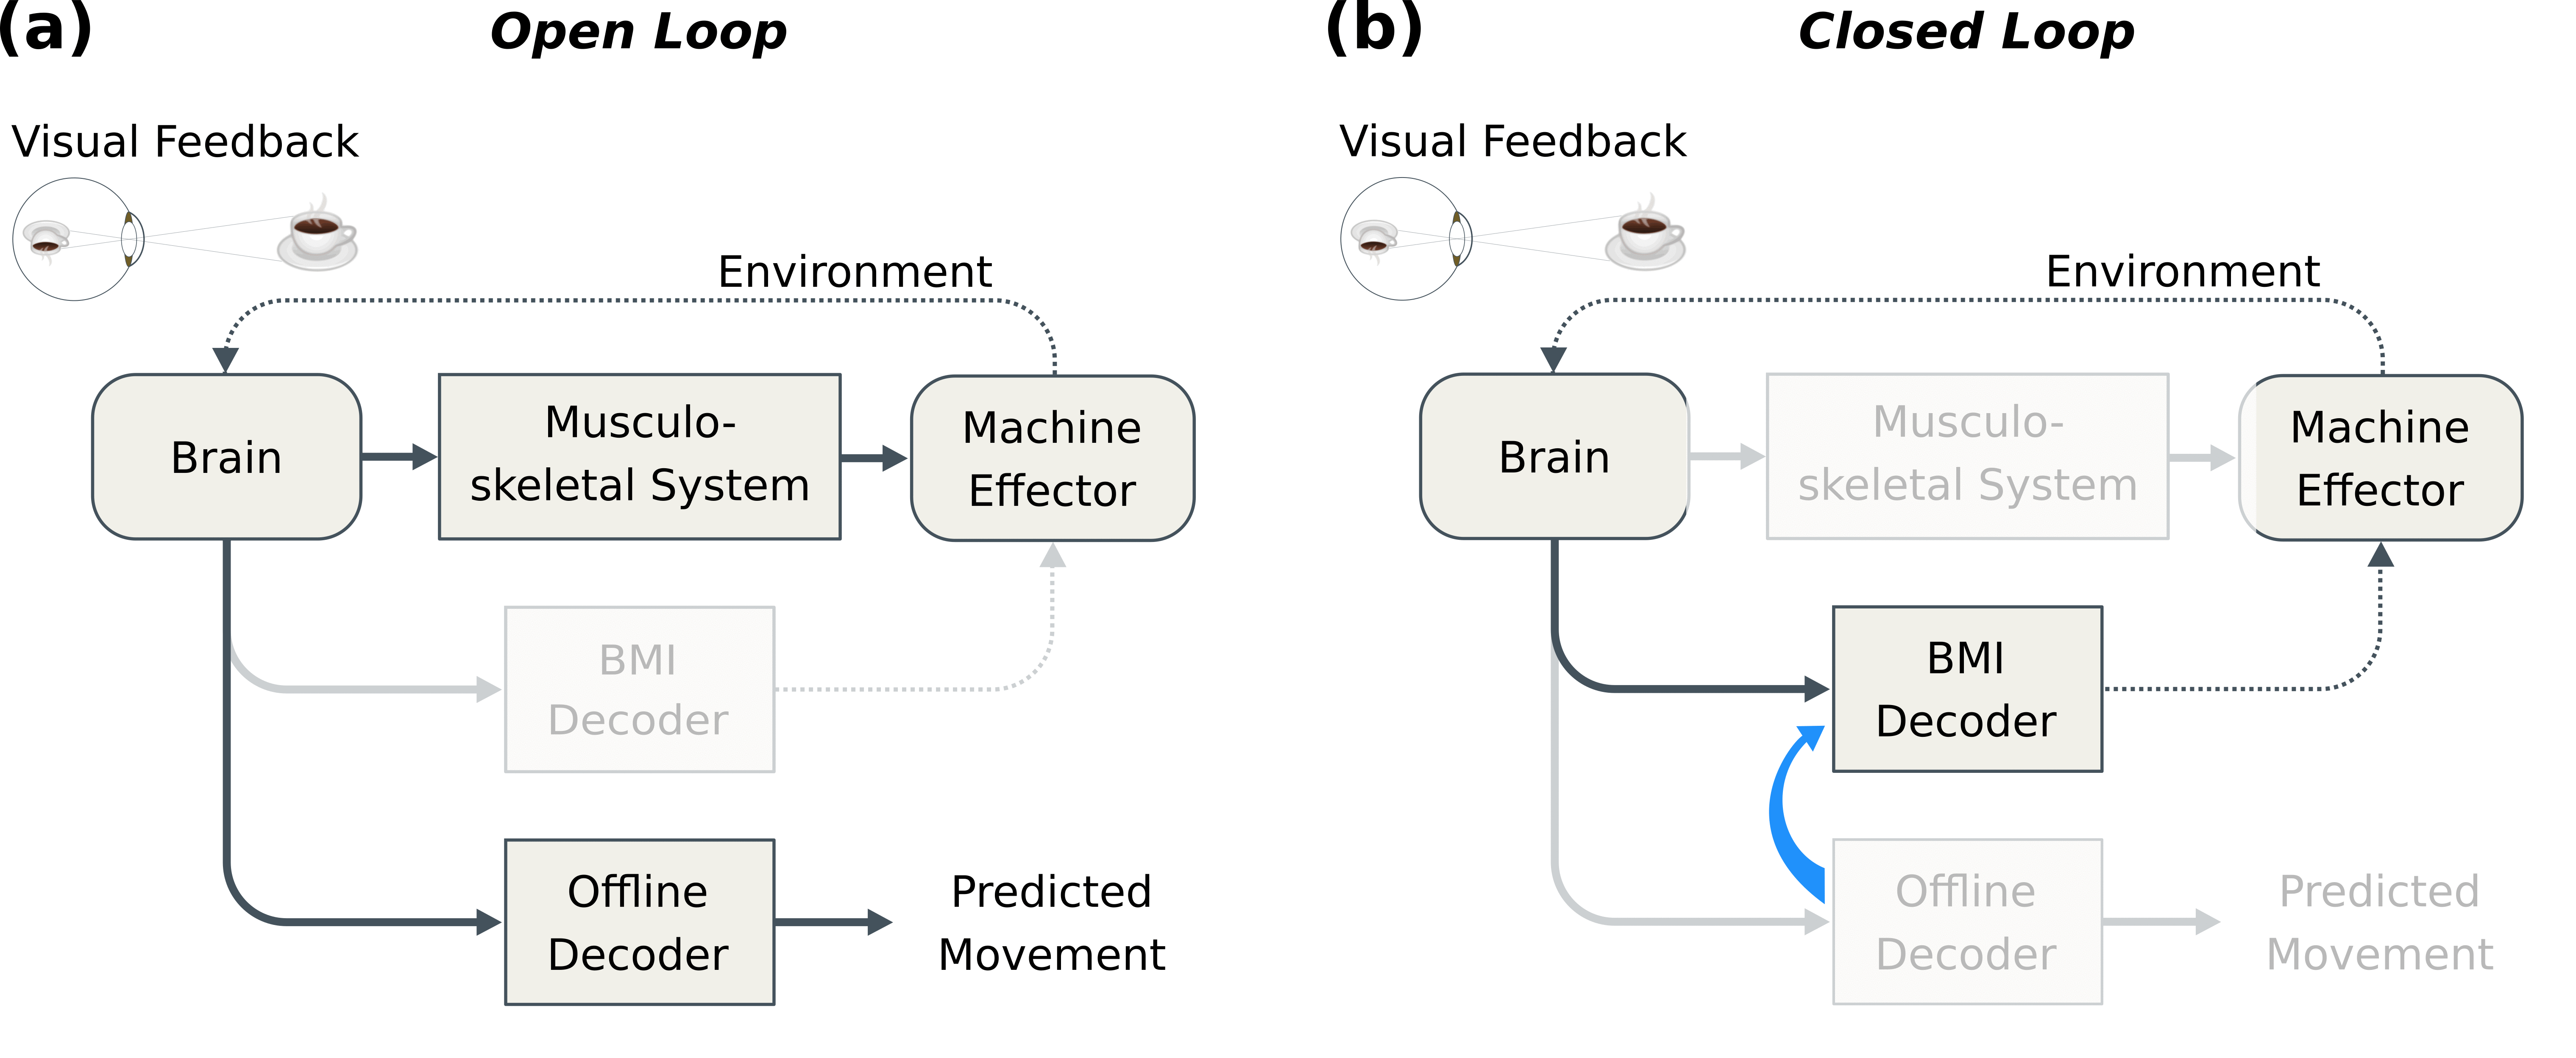 (a)
Open Loop
Visual Feedback
Environment
Brain
Musculo-
skeletal System
Machine
Effector
BMI
Decoder
Offline
Decoder
Predicted
Movement
(b)
Closed Loop
Visual Feedback
Environment
Brain
Musculo-
skeletal System
Machine
Effector
BMI
Decoder
Offline
Decoder
Predicted
Movement